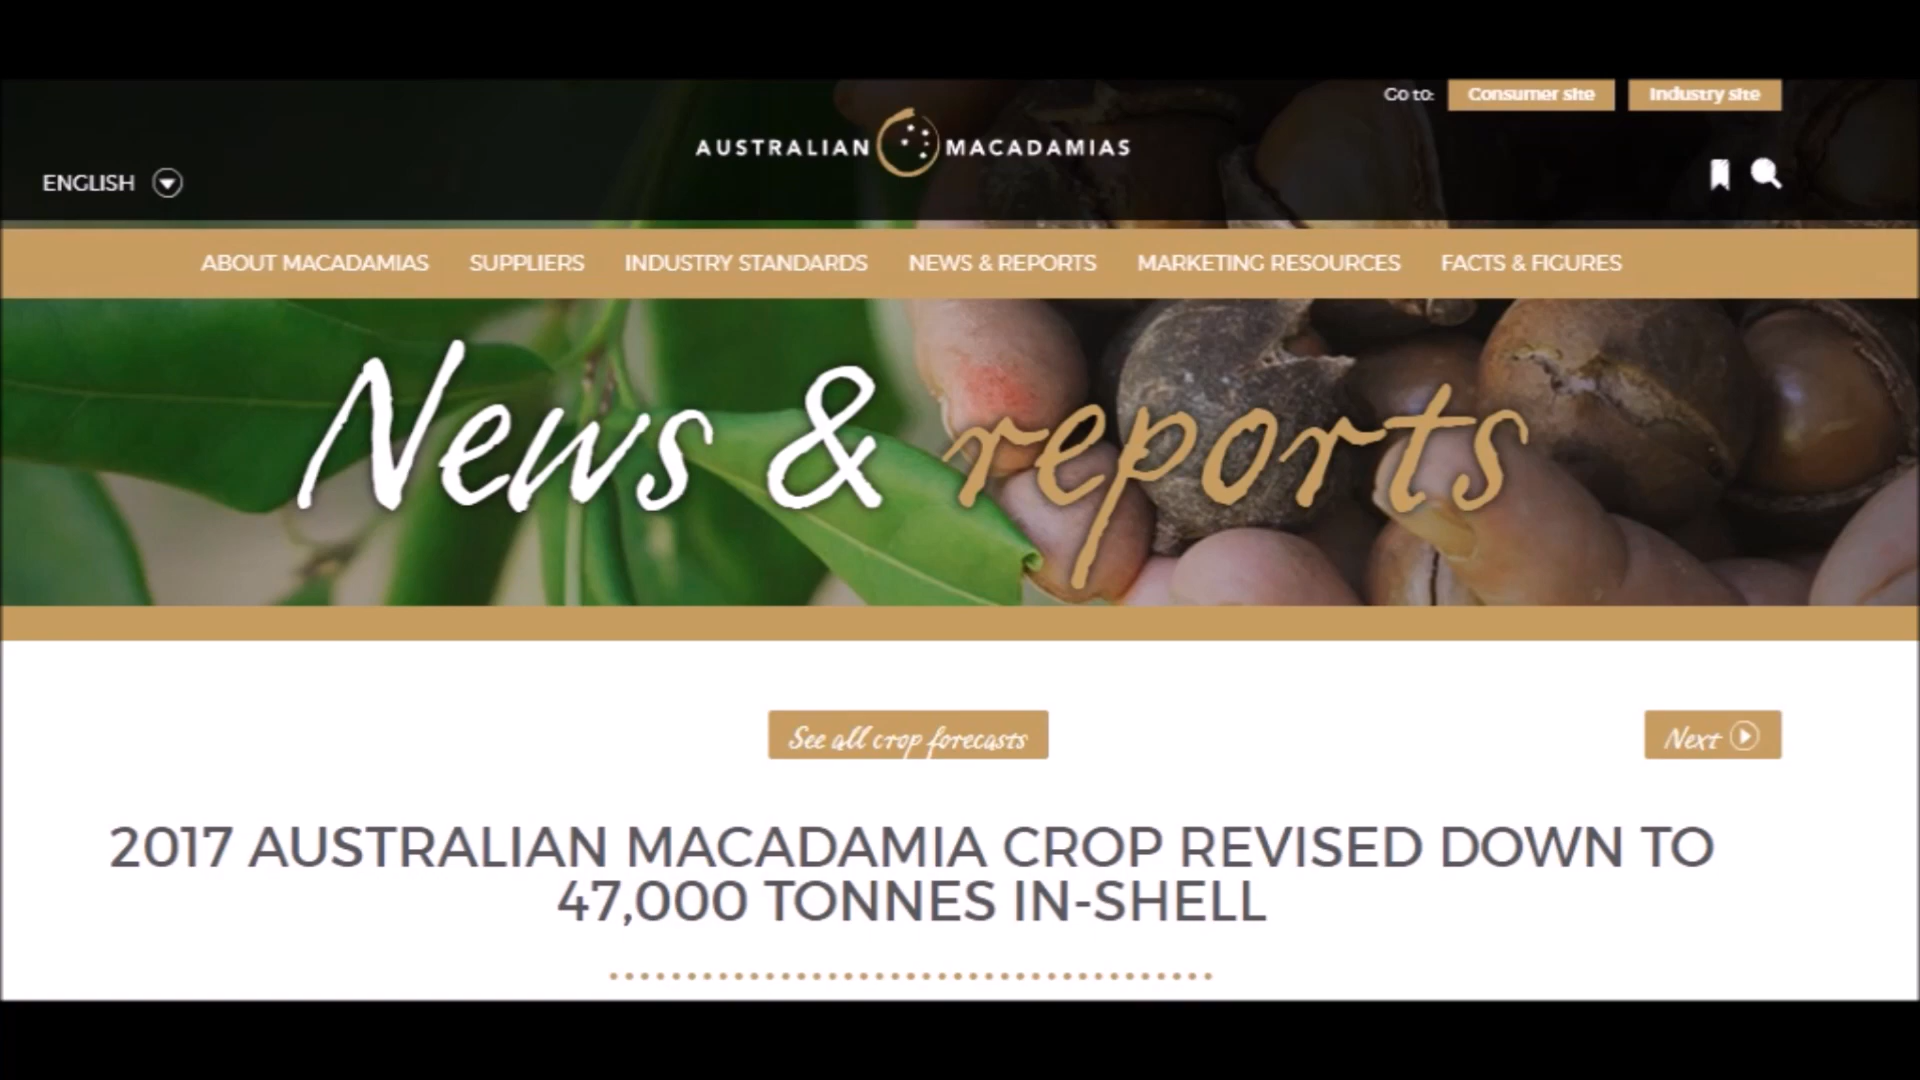 Go to: Consumer site Industry site
AUSTRALIAN MACADAMIAS
ENGLISH
ABOUT MACADAMIAS SUPPLIERS INDUSTRY STANDARDS NEWS & REPORTS MARKETING RESOURCES FACTS & FIGURES
News & reports
See all crop forecasts
Next
2017 AUSTRALIAN MACADAMIA CROP REVISED DOWN TO
47,000 TONNES IN-SHELL